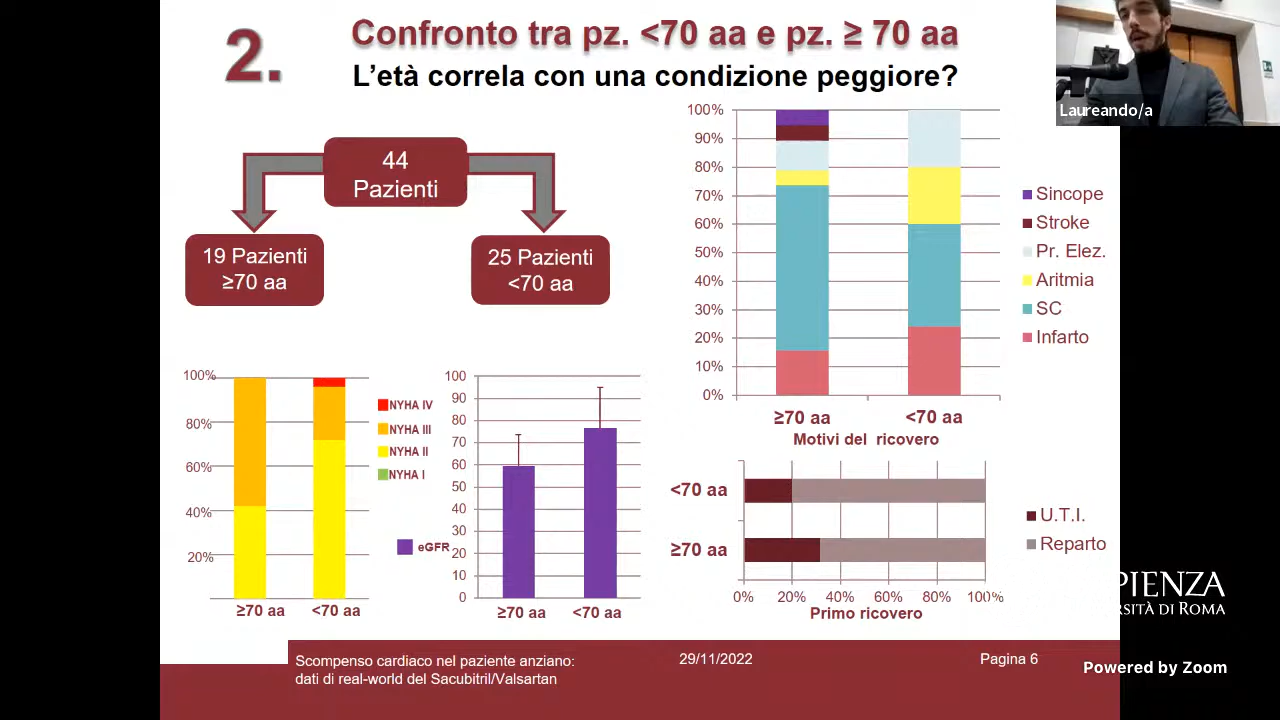 2.
Confronto tra pz. <70 aa e pz. ≥ 70 aa
L’età correla con una condizione peggiore?
Laureando/a
44
Pazienti
19 Pazienti
≥70 aa
25 Pazienti
<70 aa
100%
90%
80%
70%
60%
50%
40%
30%
20%
10%
0%
≥70 aa
<70 aa
Motivi del ricovero
Sincope
Stroke
Pr. Elez.
Aritmia
SC
Infarto
100%
80%
60%
40%
20%
≥70 aa
<70 aa
NYHA IV
NYHA III
NYHA II
NYHA I
100
90
80
70
60
50
40
30
20
10
0
≥70 aa
<70 aa
eGFR
<70 aa
≥70 aa
0%
20%
40%
60%
80%
100%
Primo ricovero
U.T.I.
Reparto
PIENZA
RSITÀ DI ROMA
Scompenso cardiaco nel paziente anziano:
dati di real-world del Sacubitril/Valsartan
29/11/2022
Pagina 6
Powered by Zoom